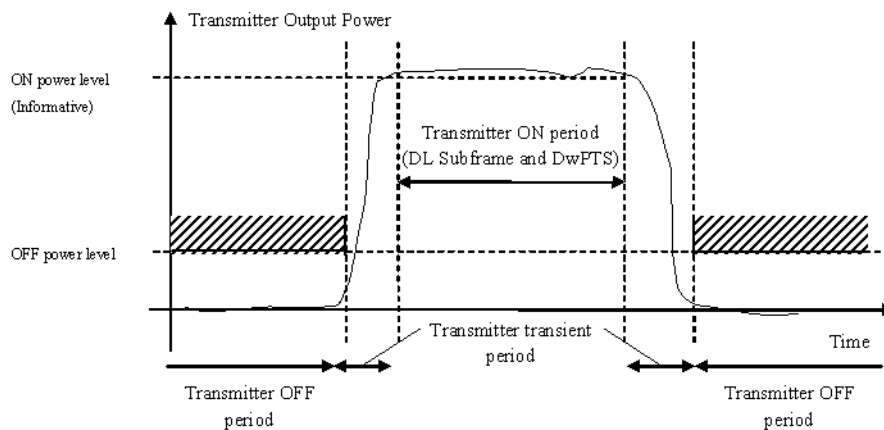 Transmitter Output Power
ON power level
(Informative)
Transmitter ON period
(DL Subframe and DwPTS)
OFF power level
Transmitter transient
period
Time
Transmitter OFF
period
Transmitter OFF
period